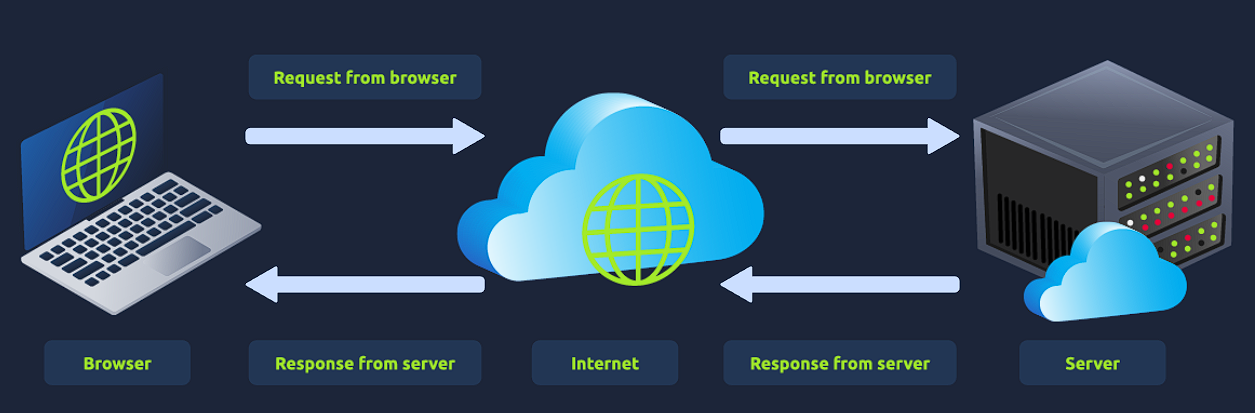 Request from browser
Request from browser
Browser
Response from server
Internet
Response from server
Server